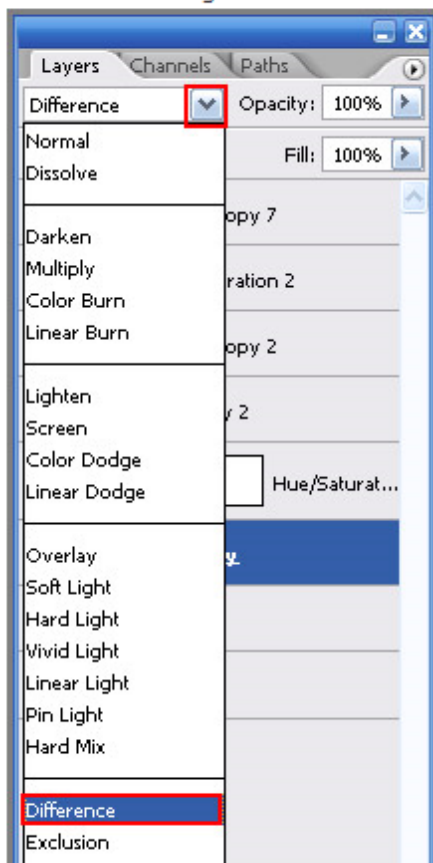 Layers Channels Paths
Difference Opacity: 100%
Normal
Fill: 100%
Dissolve
opy 7
Darken
Multiply
ration 2
Color Burn
Linear Burn
opy 2
Lighten
y 2
Screen
Color Dodge
Hue/Saturat...
Linear Dodge
Overlay
y
Soft Light
Hard Light
Vivid Light
Linear Light
Pin Light
Hard Mix
Difference
Exclusion